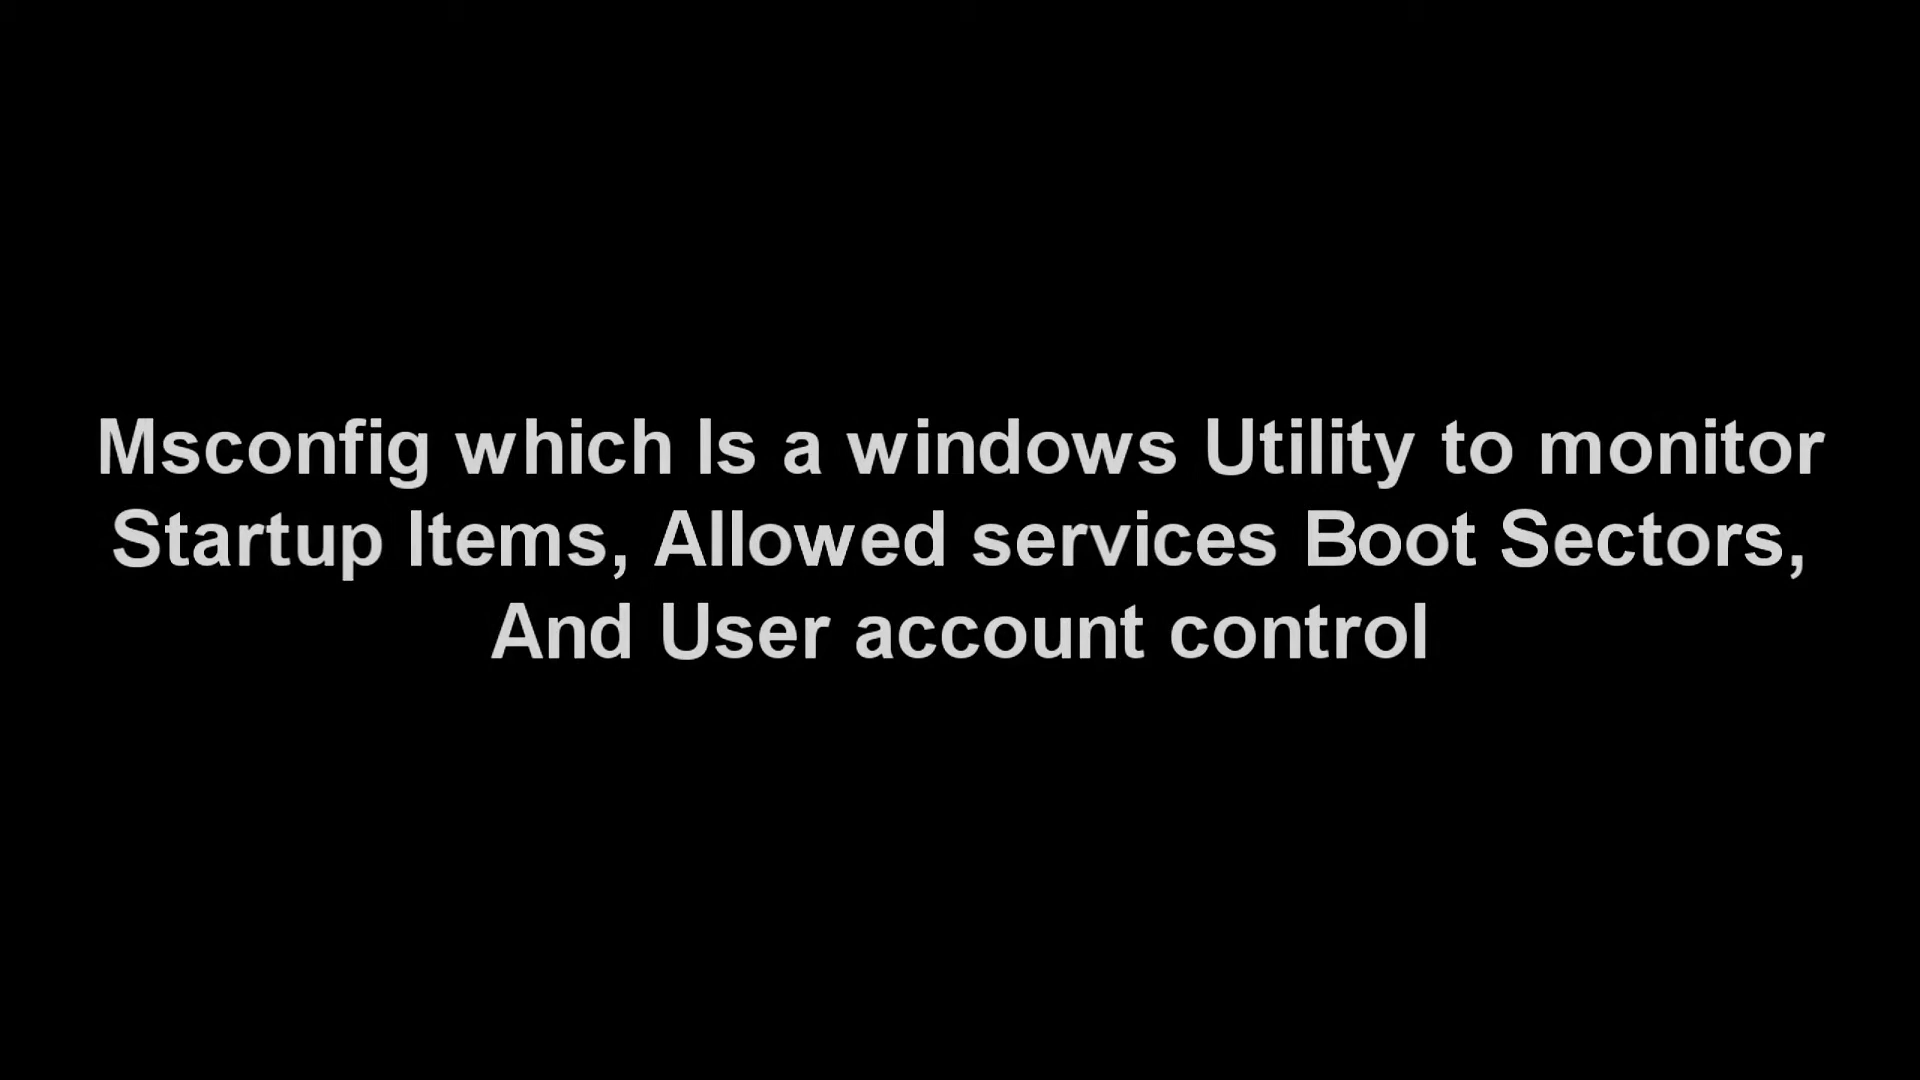 Msconfig which Is a windows Utility to monitor
Startup Items, Allowed services Boot Sectors,
And User account control